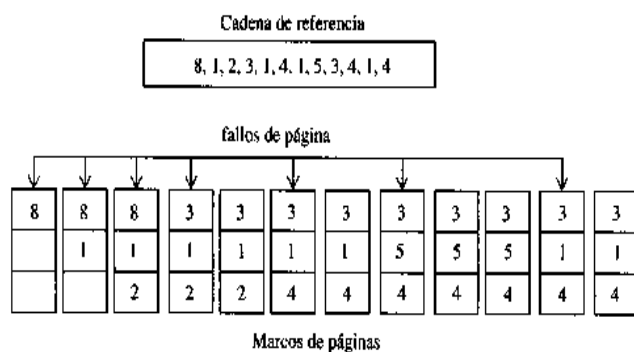 Cadena de referencia
8, 1, 2, 3, 1, 4, 1, 5, 3, 4, 1, 4
fallos de página
8 8 8 3 3 3 3 3 3 3 3 3
1 1 1 1 1 1 5 5 5 1 1
2 2 2 4 4 4 4 4 4 4
Marcos de páginas